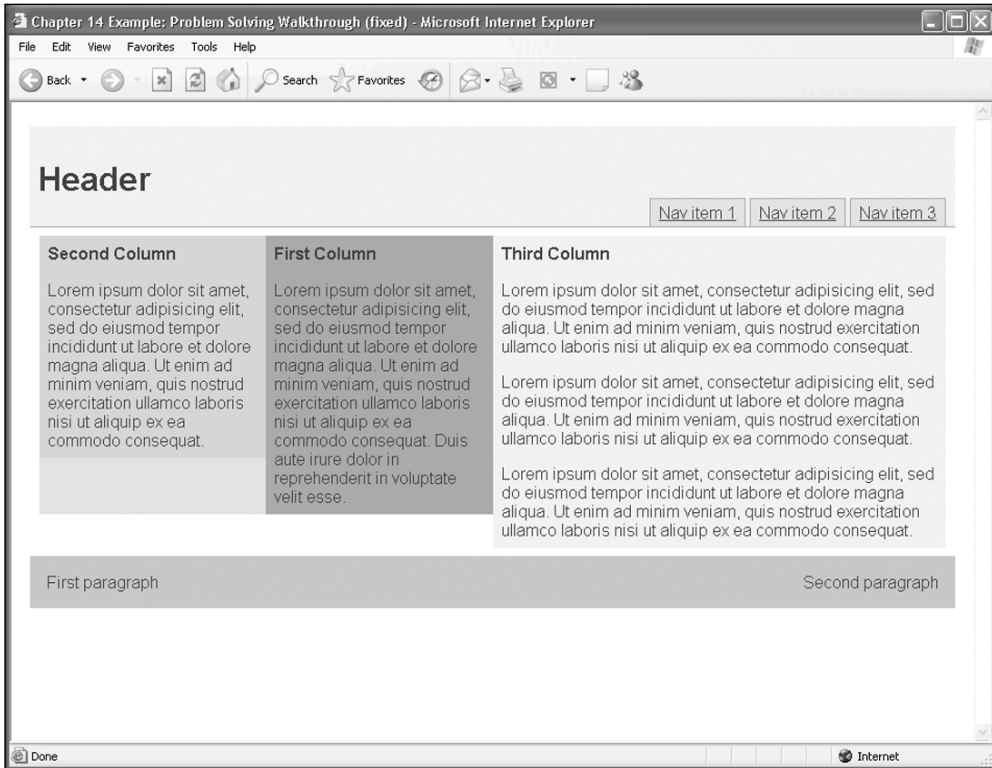 Chapter 14 Example: Problem Solving Walkthrough (fixed) - Microsoft Internet Explorer
File Edit View Favorites Tools Help
Back Search Favorites
Header
Nav item 1 Nav item 2 Nav item 3
Second Column
Lorem ipsum dolor sit amet,
consectetur adipisicing elit,
sed do eiusmod tempor
incididunt ut labore et dolore
magna aliqua. Ut enim ad
minim veniam, quis nostrud
exercitation ullamco laboris
nisi ut aliquip ex ea
commodo consequat.
First Column
Lorem ipsum dolor sit amet,
consectetur adipisicing elit,
sed do eiusmod tempor
incididunt ut labore et dolore
magna aliqua. Ut enim ad
minim veniam, quis nostrud
exercitation ullamco laboris
nisi ut aliquip ex ea
commodo consequat. Duis
aute irure dolor in
reprehenderit in voluptate
velit esse.
Third Column
Lorem ipsum dolor sit amet, consectetur adipisicing elit, sed
do eiusmod tempor incididunt ut labore et dolore magna
aliqua. Ut enim ad minim veniam, quis nostrud exercitation
ullamco laboris nisi ut aliquip ex ea commodo consequat.
Lorem ipsum dolor sit amet, consectetur adipisicing elit, sed
do eiusmod tempor incididunt ut labore et dolore magna
aliqua. Ut enim ad minim veniam, quis nostrud exercitation
ullamco laboris nisi ut aliquip ex ea commodo consequat.
Lorem ipsum dolor sit amet, consectetur adipisicing elit, sed
do eiusmod tempor incididunt ut labore et dolore magna
aliqua. Ut enim ad minim veniam, quis nostrud exercitation
ullamco laboris nisi ut aliquip ex ea commodo consequat.
First paragraph Second paragraph
Done Internet